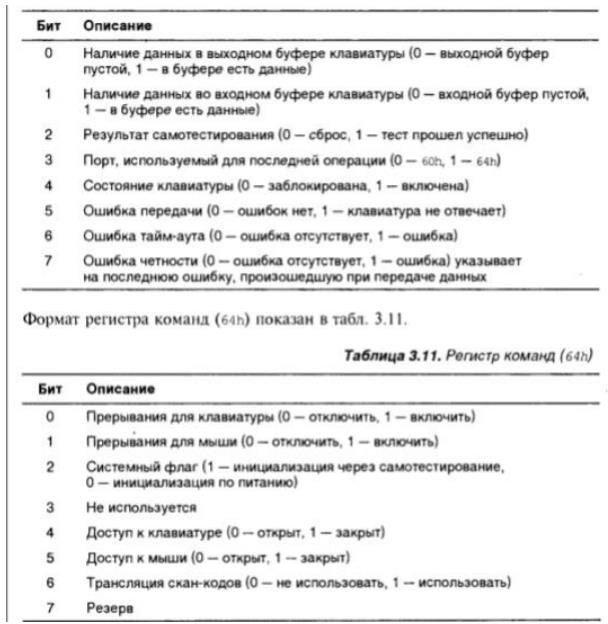 Бит Описание
0 Наличие данных в выходном буфере клавиатуры (0 — выходной буфер
пустой, 1 — в буфере есть данные)
1 Наличие данных во входном буфере клавиатуры (0 — входной буфер пустой,
1 — в буфере есть данные)
2 Результат самотестирования (0 — сброс, 1 — тест прошел успешно)
3 Порт, используемый для последней операции (0 — 60h, 1 — 64h)
4 Состояние клавиатуры (0 — заблокирована, 1 — включена)
5 Ошибка передачи (0 — ошибок нет, 1 — клавиатура не отвечает)
6 Ошибка тайм-аута (0 — ошибка отсутствует, 1 — ошибка)
7 Ошибка четности (0 — ошибка отсутствует, 1 — ошибка) указывает
на последнюю ошибку, произошедшую при передаче данных
Формат регистра команд (64h) показан в табл. 3.11.
Таблица 3.11. Регистр команд (64h)
Бит Описание
0 Прерывания для клавиатуры (0 — отключить, 1 — включить)
1 Прерывания для мыши (0 — отключить, 1 — включить)
2 Системный флаг (1 — инициализация через самотестирование,
0 — инициализация по питанию)
3 Не используется
4 Доступ к клавиатуре (0 — открыт, 1 — закрыт)
5 Доступ к мыши (0 — открыт, 1 — закрыт)
6 Трансляция скан-кодов (0 — не использовать, 1 — использовать)
7 Резерв